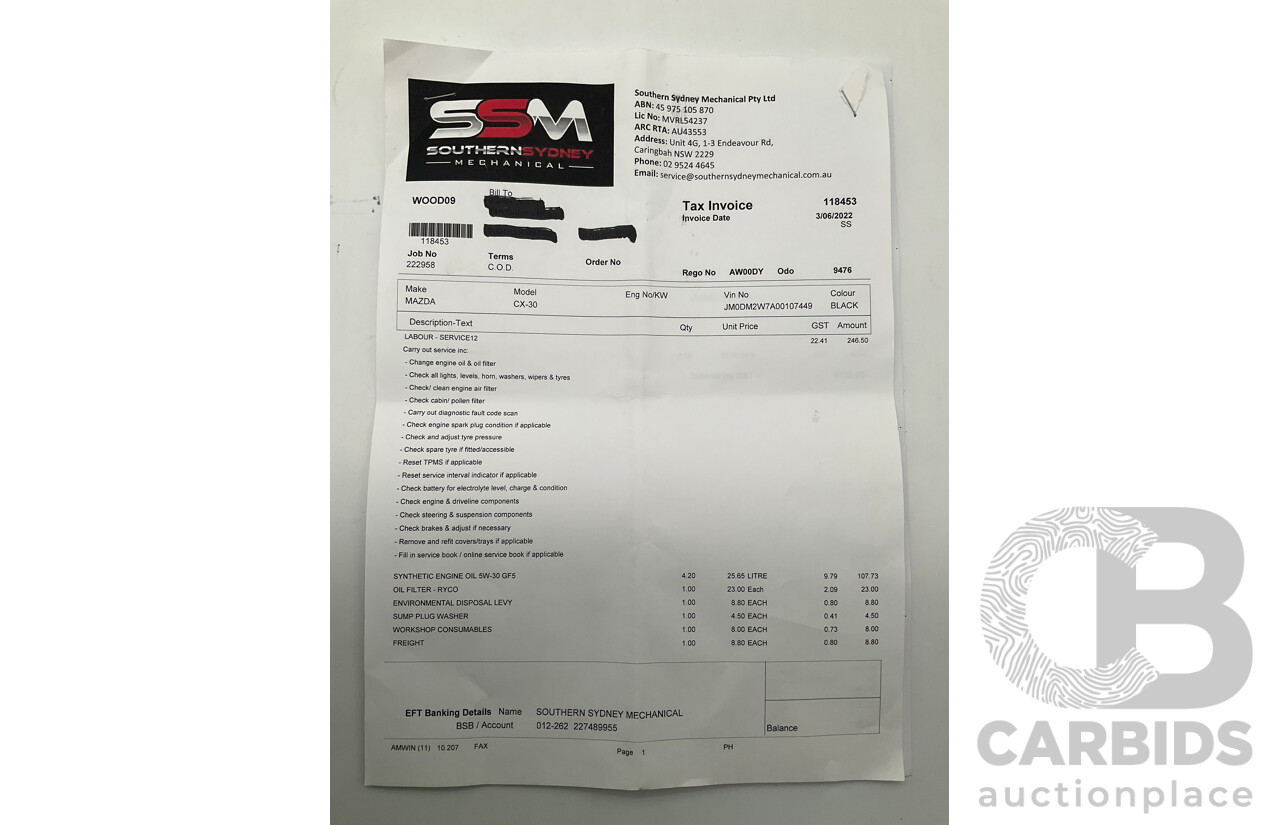 SSM
SOUTHERNSYDNEY
MECHANICAL
Southern Sydney Mechanical Pty Ltd
ABN: 45 975 105 870
Lic No: MVRL54237
ARC RTA: AU43553
Address: Unit 4G, 1-3 Endeavour Rd,
Caringbah NSW 2229
Phone: 02 9524 4645
Email: service@southernsydneymechanical.com.au
WOOD09
Bill To
Tax Invoice 118453
Invoice Date 3/06/2022
SS
118453
Job No Terms Order No
222958 C.O.D.
Rego No AW00DY Odo 9476
Make Model Eng No/KW Vin No Colour
MAZDA CX-30 JM0DM2W7A00107449 BLACK
Description-Text Qty Unit Price GST Amount
LABOUR - SERVICE12 22.41 246.50
Carry out service inc:
- Change engine oil & oil filter
- Check all lights, levels, horn, washers, wipers & tyres
- Check/ clean engine air filter
- Check cabin/ pollen filter
- Carry out diagnostic fault code scan
- Check engine spark plug condition if applicable
- Check and adjust tyre pressure
- Check spare tyre if fitted/accessible
- Reset TPMS if applicable
- Reset service interval indicator if applicable
- Check battery for electrolyte level, charge & condition
- Check engine & driveline components
- Check steering & suspension components
- Check brakes & adjust if necessary
- Remove and refit covers/trays if applicable
- Fill in service book / online service book if applicable
SYNTHETIC ENGINE OIL 5W-30 GF5 4.20 25.65 LITRE 9.79 107.73
OIL FILTER - RYCO 1.00 23.00 Each 2.09 23.00
ENVIRONMENTAL DISPOSAL LEVY 1.00 8.80 EACH 0.80 8.80
SUMP PLUG WASHER 1.00 4.50 EACH 0.41 4.50
WORKSHOP CONSUMABLES 1.00 8.00 EACH 0.73 8.00
FREIGHT 1.00 8.80 EACH 0.80 8.80
EFT Banking Details Name SOUTHERN SYDNEY MECHANICAL
BSB / Account 012-262 227489955
Balance
AMWIN (11) 10.207 FAX Page 1 PH
CB
CARBIDS
auctionplace